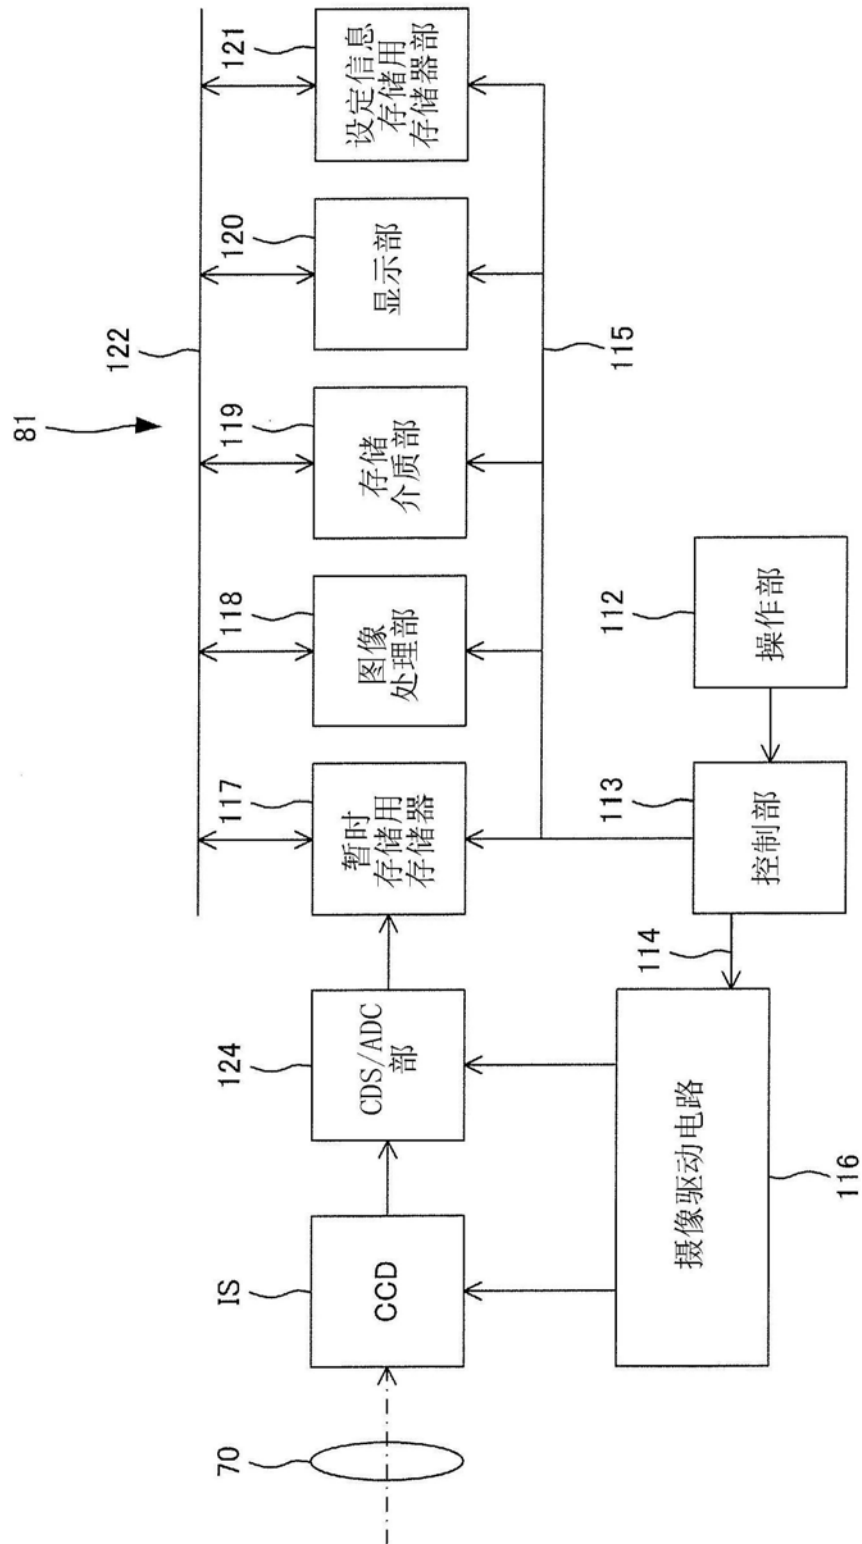 81
122
70
IS
124
117
118
119
120
121
CCD
CDS/ADC
部
暂时
存储用
存储器
图像
处理部
存储
介质部
显示部
设定信息
存储用
存储器部
115
114
113
112
摄像驱动电路
控制部
操作部
116